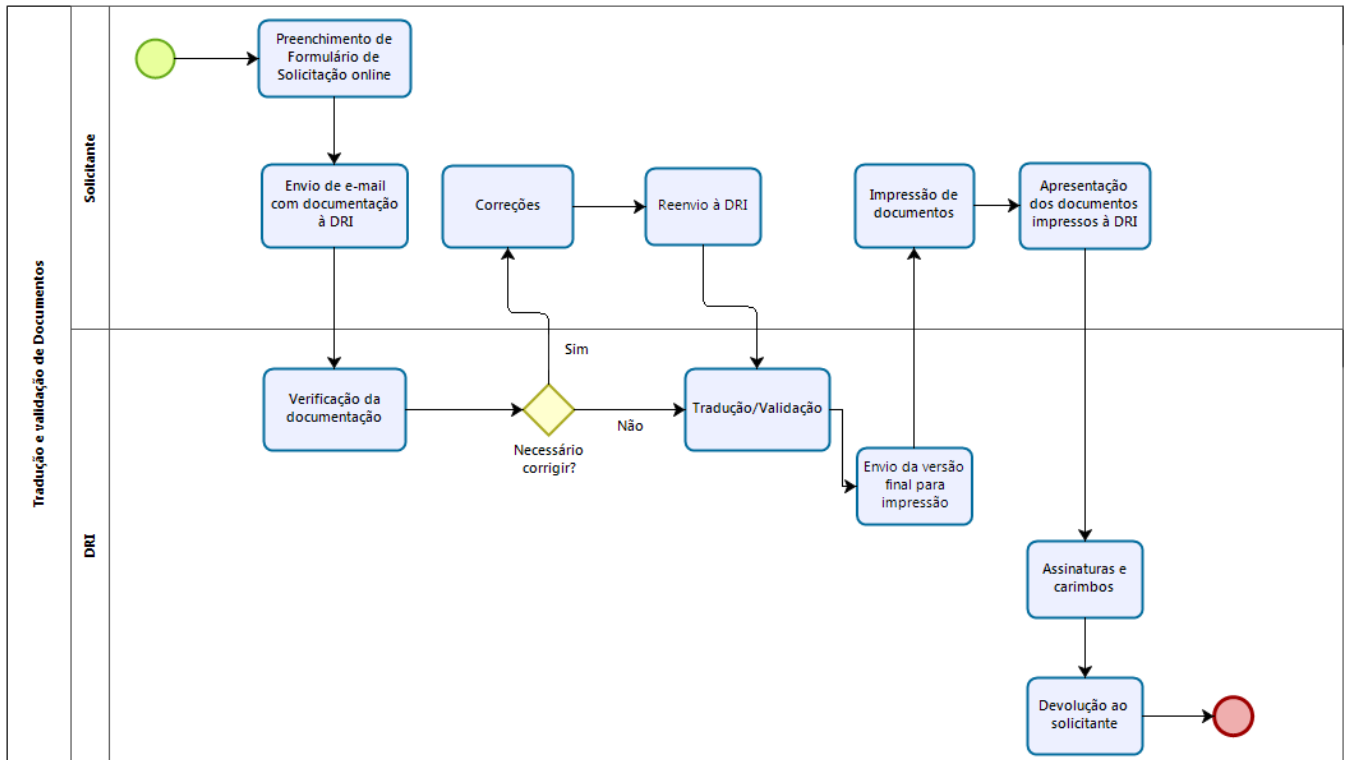 Tradução e validação de Documentos
Solicitante
Preenchimento de
Formulário de
Solicitação online
Envio de e-mail
com documentação
à DRI
Correções
Reenvio à DRI
Impressão de
documentos
Apresentação
dos documentos
impressos à DRI
DRI
Verificação da
documentação
Sim
Necessário
corrigir?
Não
Tradução/Validação
Envio da versão
final para
impressão
Assinaturas e
carimbos
Devolução ao
solicitante